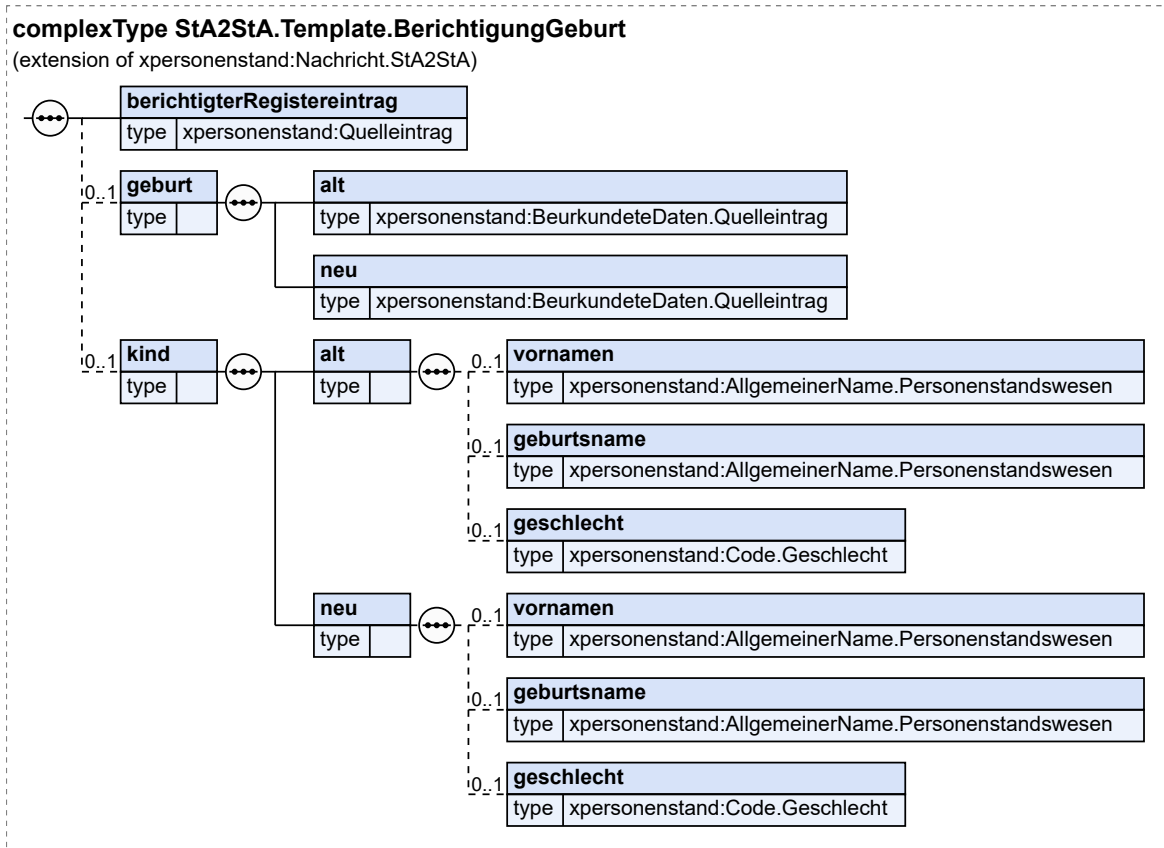 complexType StA2StA.Template.BerichtigungGeburt
(extension of xpersonenstand:Nachricht.StA2StA)
berichtigterRegistereintrag
type xpersonenstand:Quelleintrag
0..1 geburt
type
alt
type xpersonenstand:BeurkundeteDaten.Quelleintrag
neu
type xpersonenstand:BeurkundeteDaten.Quelleintrag
0..1 kind
type
alt
type
0..1 vornamen
type xpersonenstand:AllgemeinerName.Personenstandswesen
0..1 geburtsname
type xpersonenstand:AllgemeinerName.Personenstandswesen
0..1 geschlecht
type xpersonenstand:Code.Geschlecht
neu
type
0..1 vornamen
type xpersonenstand:AllgemeinerName.Personenstandswesen
0..1 geburtsname
type xpersonenstand:AllgemeinerName.Personenstandswesen
0..1 geschlecht
type xpersonenstand:Code.Geschlecht